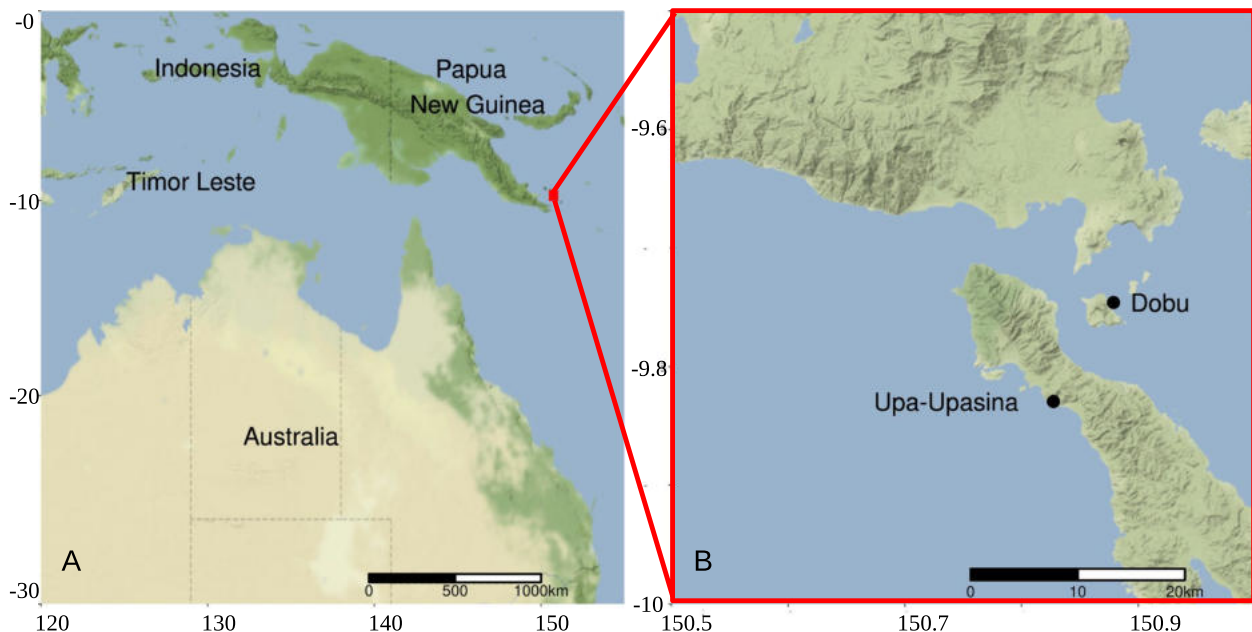 -0
Indonesia
Papua
New Guinea
Timor Leste
-10
-20
Australia
-30
A
0 500 1000km
120 130 140 150
-9.6
Dobu
-9.8
Upa-Upasina
B
0 10 20km
-10
150.5 150.7 150.9